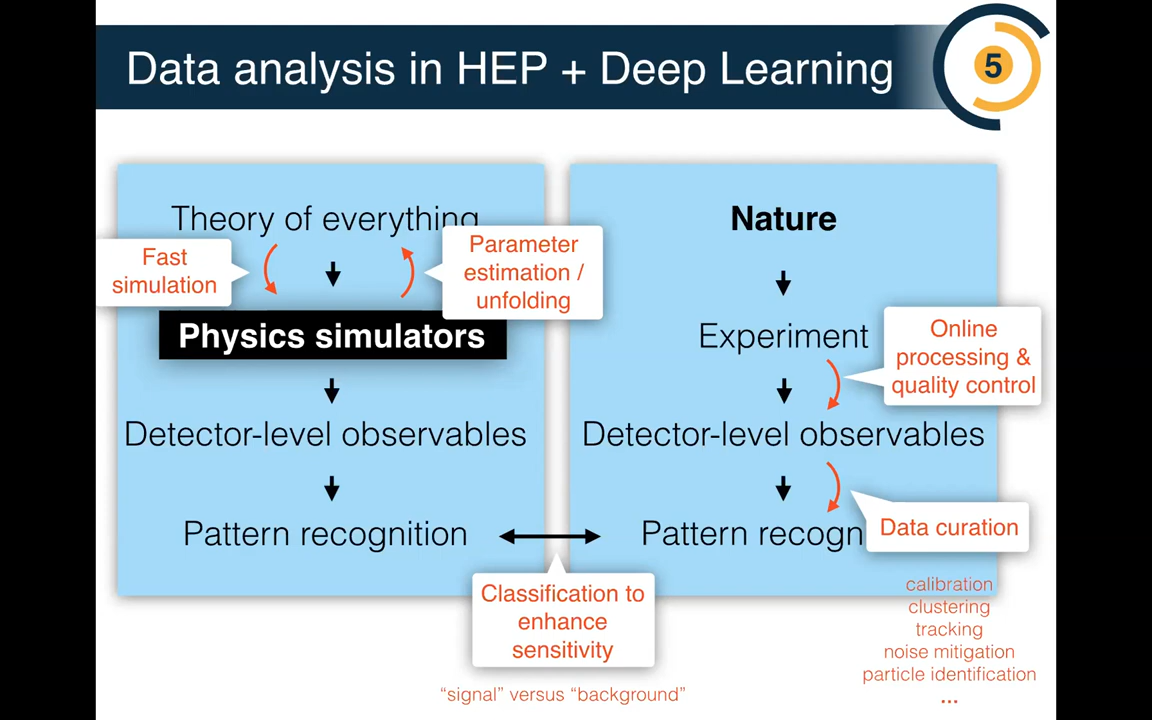 Data analysis in HEP + Deep Learning
5
Theory of everything
Fast
simulation
Parameter
estimation /
unfolding
Physics simulators
Detector-level observables
Pattern recognition
Nature
Experiment
Online
processing &
quality control
Detector-level observables
Pattern recogn
Data curation
Classification to
enhance
sensitivity
“signal” versus “background”
calibration
clustering
tracking
noise mitigation
particle identification
...